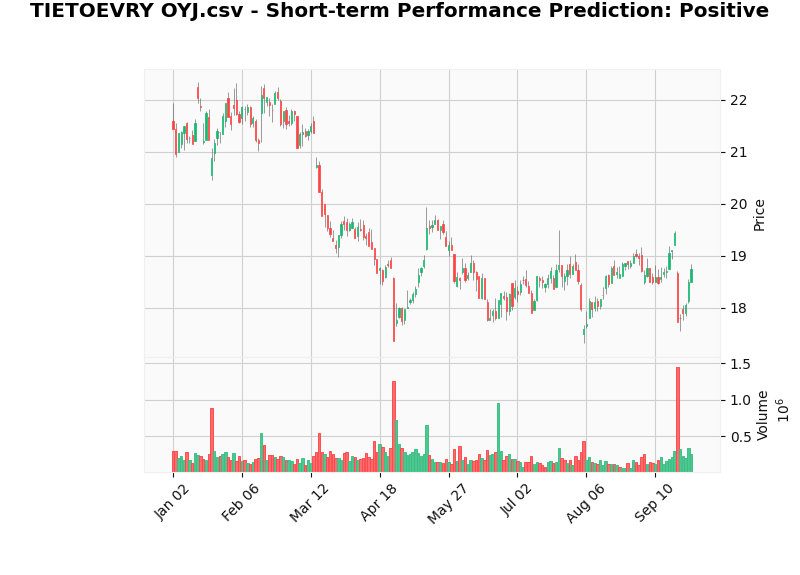 TIETOEVRY OYJ.csv - Short-term Performance Prediction: Positive
22
21
20
19
18
Price
1.5
1.0
0.5
Volume
10^6
Jan 02
Feb 06
Mar 12
Apr 18
May 27
Jul 02
Aug 06
Sep 10